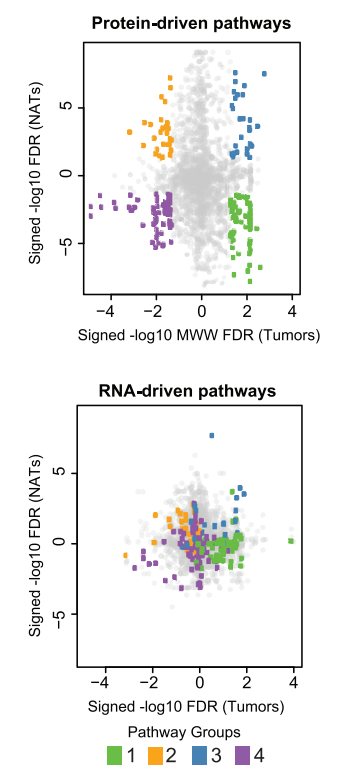 Protein-driven pathways
Signed -log10 FDR (NATs)
5
0
−5
−4 −2 0 2 4
Signed -log10 MWW FDR (Tumors)
RNA-driven pathways
Signed -log10 FDR (NATs)
5
0
−5
−4 −2 0 2 4
Signed -log10 FDR (Tumors)
Pathway Groups
1 2 3 4